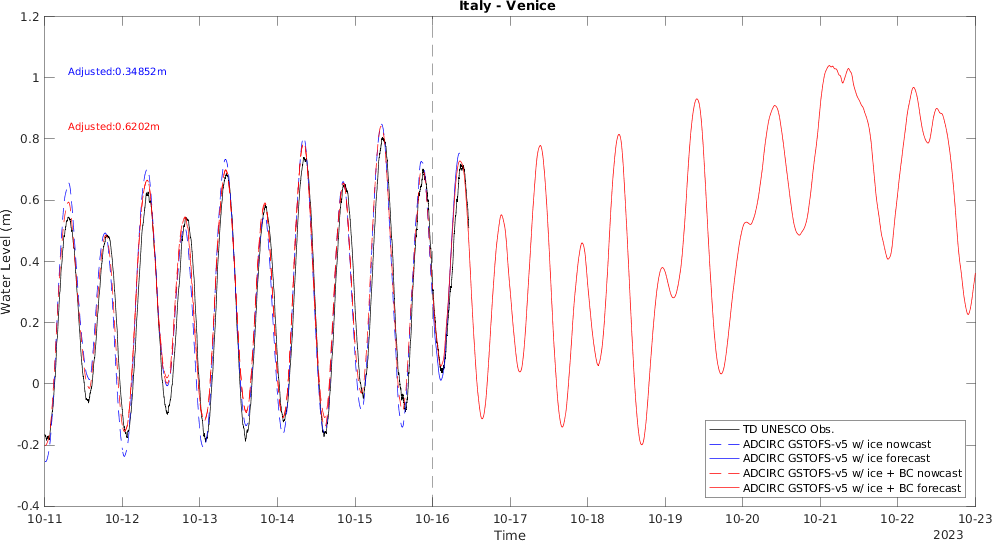 Italy - Venice
1.2
1
0.8
0.6
0.4
0.2
0
-0.2
-0.4
Water Level (m)
Adjusted:0.34852m
Adjusted:0.6202m
TD UNESCO Obs.
ADCIRC GSTOFS-v5 w/ ice nowcast
ADCIRC GSTOFS-v5 w/ ice forecast
ADCIRC GSTOFS-v5 w/ ice + BC nowcast
ADCIRC GSTOFS-v5 w/ ice + BC forecast
10-11 10-12 10-13 10-14 10-15 10-16 10-17 10-18 10-19 10-20 10-21 10-22 10-23
Time
2023